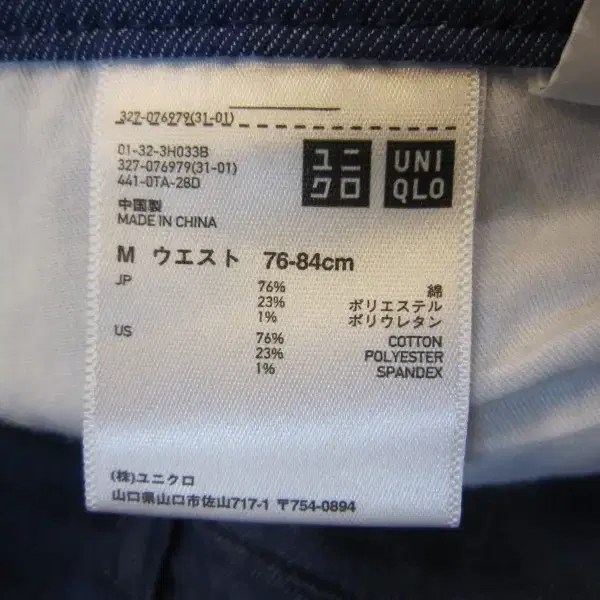 327-076979(31-01)
01-32-3H033B
327-076979(31-01)
441-0TA-28D
ユニクロ
UNIQLO
中国製
MADE IN CHINA
M ウエスト 76-84cm
JP 76% 綿
23% ポリエステル
1% ポリウレタン
US 76% COTTON
23% POLYESTER
1% SPANDEX
(株)ユニクロ
山口県山口市佐山717-1 〒754-0894